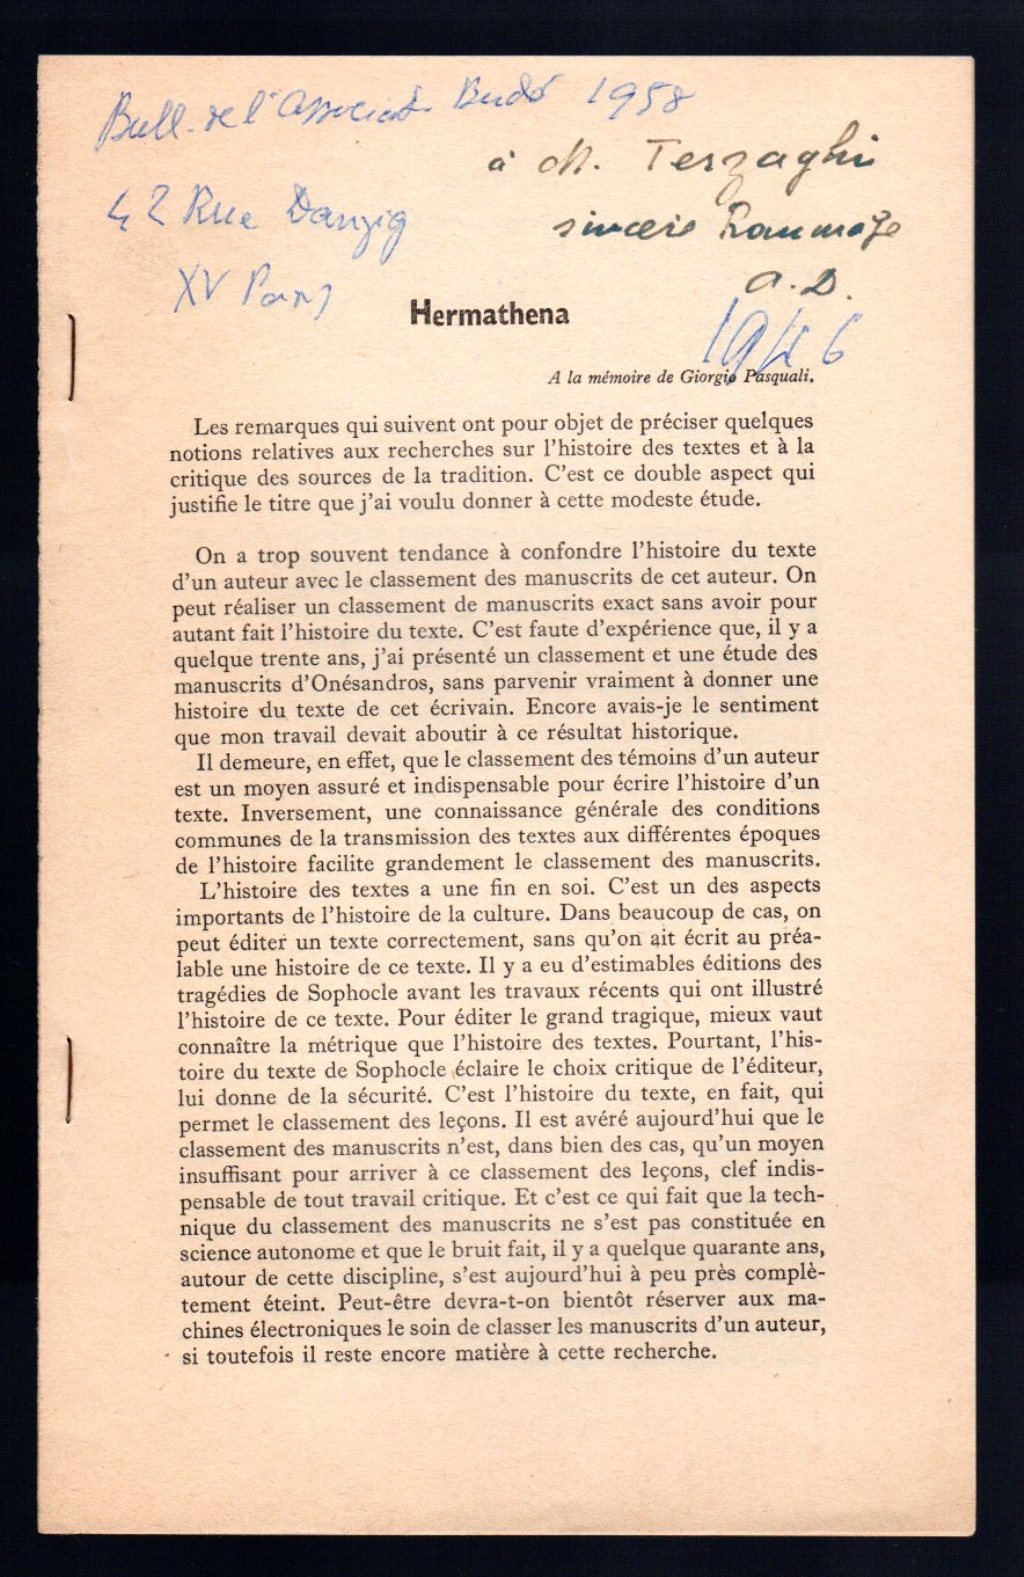 Bull. de l'Associat. Budé 1958
à M. Terzaghi
42 Rue Danzig
sincère hommage
XV Paris
A. D.
1946
Hermathena
A la mémoire de Giorgio Pasquali.
Les remarques qui suivent ont pour objet de préciser quelques
notions relatives aux recherches sur l'histoire des textes et à la
critique des sources de la tradition. C'est ce double aspect qui
justifie le titre que j'ai voulu donner à cette modeste étude.
On a trop souvent tendance à confondre l'histoire du texte
d'un auteur avec le classement des manuscrits de cet auteur. On
peut réaliser un classement de manuscrits exact sans avoir pour
autant fait l'histoire du texte. C'est faute d'expérience que, il y a
quelque trente ans, j'ai présenté un classement et une étude des
manuscrits d'Onésandros, sans parvenir vraiment à donner une
histoire du texte de cet écrivain. Encore avais-je le sentiment
que mon travail devait aboutir à ce résultat historique.
Il demeure, en effet, que le classement des témoins d'un auteur
est un moyen assuré et indispensable pour écrire l'histoire d'un
texte. Inversement, une connaissance générale des conditions
communes de la transmission des textes aux différentes époques
de l'histoire facilite grandement le classement des manuscrits.
L'histoire des textes a une fin en soi. C'est un des aspects
importants de l'histoire de la culture. Dans beaucoup de cas, on
peut éditer un texte correctement, sans qu'on ait écrit au préa-
lable une histoire de ce texte. Il y a eu d'estimables éditions des
tragédies de Sophocle avant les travaux récents qui ont illustré
l'histoire de ce texte. Pour éditer le grand tragique, mieux vaut
connaître la métrique que l'histoire des textes. Pourtant, l'his-
toire du texte de Sophocle éclaire le choix critique de l'éditeur,
lui donne de la sécurité. C'est l'histoire du texte, en fait, qui
permet le classement des leçons. Il est avéré aujourd'hui que le
classement des manuscrits n'est, dans bien des cas, qu'un moyen
insuffisant pour arriver à ce classement des leçons, clef indis-
pensable de tout travail critique. Et c'est ce qui fait que la tech-
nique du classement des manuscrits ne s'est pas constituée en
science autonome et que le bruit fait, il y a quelque quarante ans,
autour de cette discipline, s'est aujourd'hui à peu près complè-
tement éteint. Peut-être devra-t-on bientôt réserver aux ma-
chines électroniques le soin de classer les manuscrits d'un auteur,
si toutefois il reste encore matière à cette recherche.